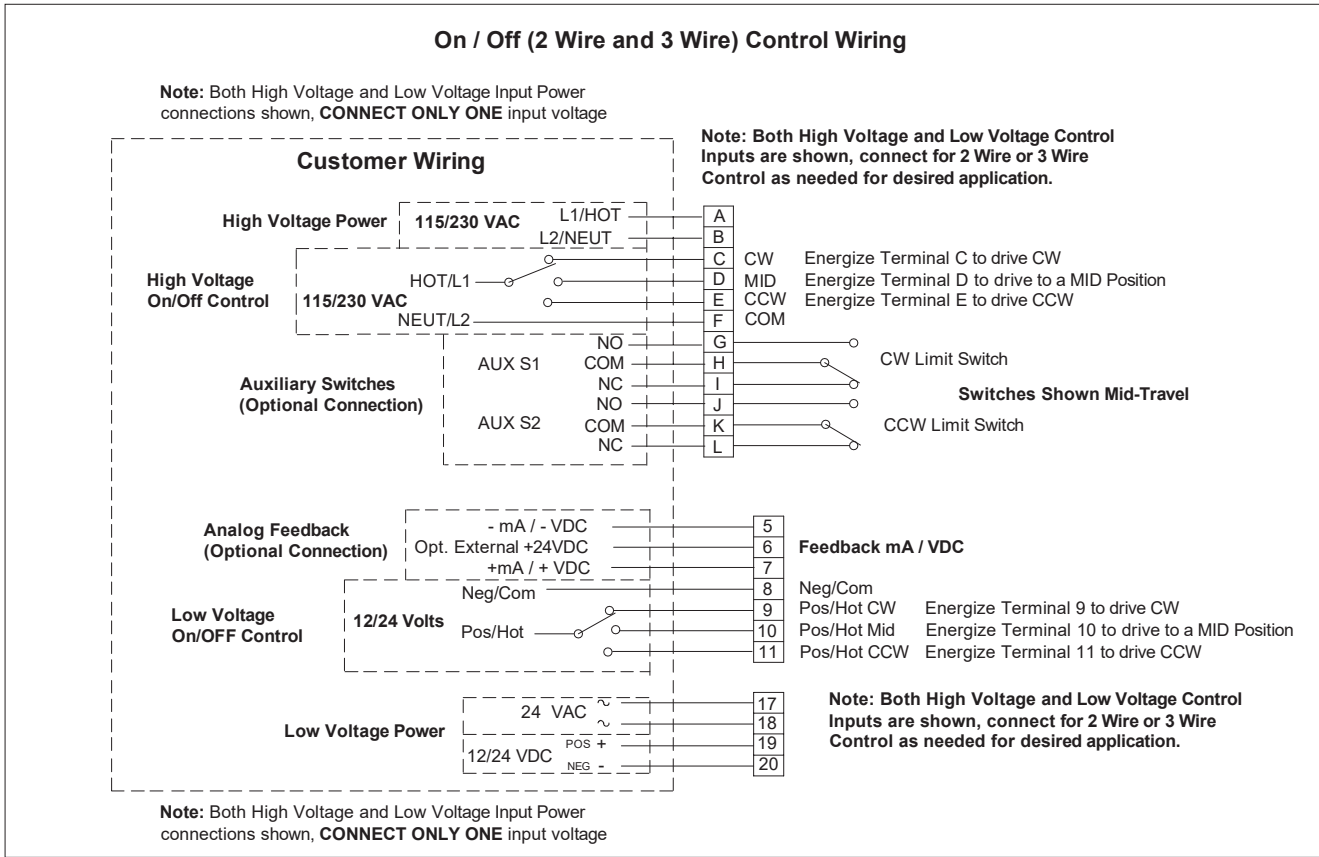 On / Off (2 Wire and 3 Wire) Control Wiring
Note: Both High Voltage and Low Voltage Input Power
connections shown, CONNECT ONLY ONE input voltage
Note: Both High Voltage and Low Voltage Control
Inputs are shown, connect for 2 Wire or 3 Wire
Control as needed for desired application.
Customer Wiring
High Voltage Power 115/230 VAC L1/HOT A
L2/NEUT B
C CW Energize Terminal C to drive CW
High Voltage
On/Off Control
115/230 VAC
HOT/L1 D MID Energize Terminal D to drive to a MID Position
E CCW Energize Terminal E to drive CCW
NEUT/L2 F COM
Auxiliary Switches
(Optional Connection)
AUX S1
NO G
COM H
NC I
CW Limit Switch
Switches Shown Mid-Travel
AUX S2
NO J
COM K
NC L
CCW Limit Switch
Analog Feedback
(Optional Connection)
- mA / - VDC 5
Opt. External +24VDC 6 Feedback mA / VDC
+mA / + VDC 7
Low Voltage
On/OFF Control
12/24 Volts
Neg/Com 8 Neg/Com
9 Pos/Hot CW Energize Terminal 9 to drive CW
Pos/Hot 10 Pos/Hot Mid Energize Terminal 10 to drive to a MID Position
11 Pos/Hot CCW Energize Terminal 11 to drive CCW
Low Voltage Power
24 VAC ~ 17
~ 18
12/24 VDC POS + 19
NEG - 20
Note: Both High Voltage and Low Voltage Control
Inputs are shown, connect for 2 Wire or 3 Wire
Control as needed for desired application.
Note: Both High Voltage and Low Voltage Input Power
connections shown, CONNECT ONLY ONE input voltage